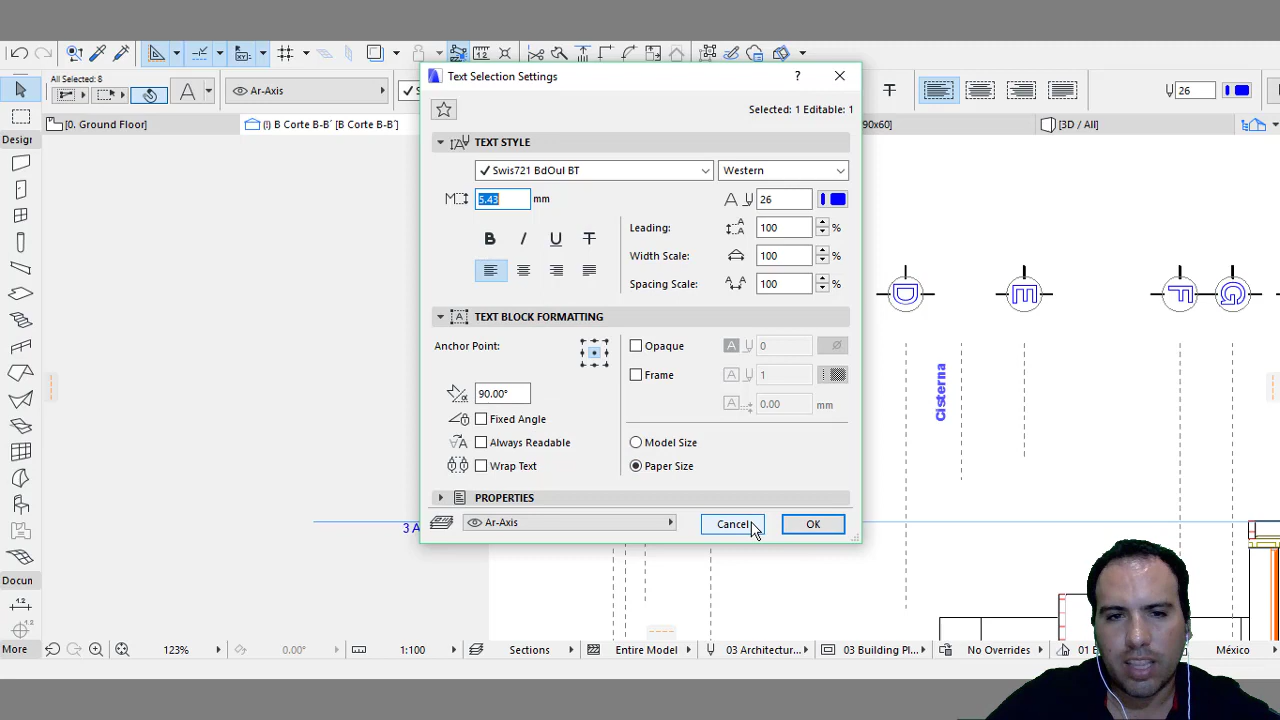 All Selected: 8
Ar-Axis
26
[0. Ground Floor]
(!) B Corte B-B´ [B Corte B-B´]
90x60]
[3D / All]
Text Selection Settings
?
Selected: 1 Editable: 1
TEXT STYLE
Swis721 BdOul BT
Western
5.43
mm
26
B
I
U
T
Leading:
100
%
Width Scale:
100
%
Spacing Scale:
100
%
TEXT BLOCK FORMATTING
Anchor Point:
Opaque
0
Frame
1
90.00°
0.00
mm
Fixed Angle
Always Readable
Model Size
Wrap Text
Paper Size
PROPERTIES
Ar-Axis
Cancel
OK
Design
Docun
More
D
E
F
G
Cisterna
3 A
123%
0.00°
1:100
Sections
Entire Model
03 Architectur...
03 Building Pl...
No Overrides
México